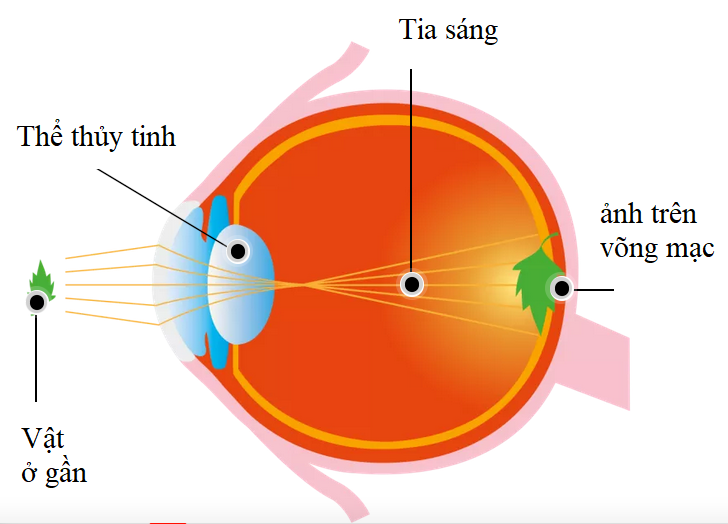 Tia sáng
Thể thủy tinh
ảnh trên
võng mạc
Vật
ở gần